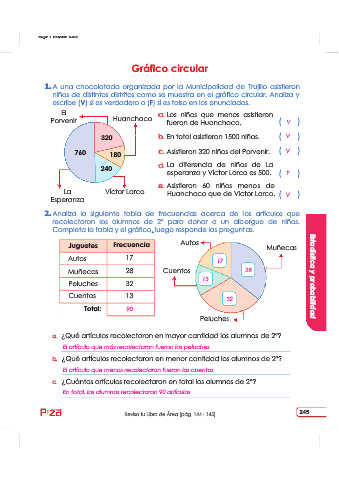 Gráfico circular
1. A una chocolatada organizada por la Municipalidad de Trujillo asistieron
niños de distintos distritos como se muestra en el gráfico circular. Analiza y
escribe (V) si es verdadero o (F) si es falso en los enunciados.
El
Porvenir
Huanchaco
320
760
180
240
La
Esperanza
Víctor Larco
a. Los niños que menos asistieron
fueron de Huanchaco. ( V )
b. En total asistieron 1500 niños. ( V )
c. Asistieron 320 niños del Porvenir. ( V )
d. La diferencia de niños de La
esperanza y Víctor Larco es 500. ( F )
e. Asistieron 60 niños menos de
Huanchaco que de Víctor Larco. ( V )
2. Analiza la siguiente tabla de frecuencias acerca de los artículos que
recolectaron los alumnos de 2° para donar a un albergue de niños.
Completa la tabla y el gráfico, luego responde las preguntas.
Juguetes Frecuencia
Autos 17
Muñecas 28
Peluches 32
Cuentos 13
Total: 90
Autos
Muñecas
Cuentos
17
28
13
32
Peluches
a. ¿Qué artículos recolectaron en mayor cantidad los alumnos de 2°?
El artículo que más recolectaron fueron los peluches
b. ¿Qué artículos recolectaron en menor cantidad los alumnos de 2°?
El artículo que menos recolectaron fueron los cuentos
c. ¿Cuántos artículos recolectaron en total los alumnos de 2°?
En total, los alumnos recolectaron 90 artículos
Estadística y probabilidad
Revisa tu Libro de Área (pág. 141 - 142)
245